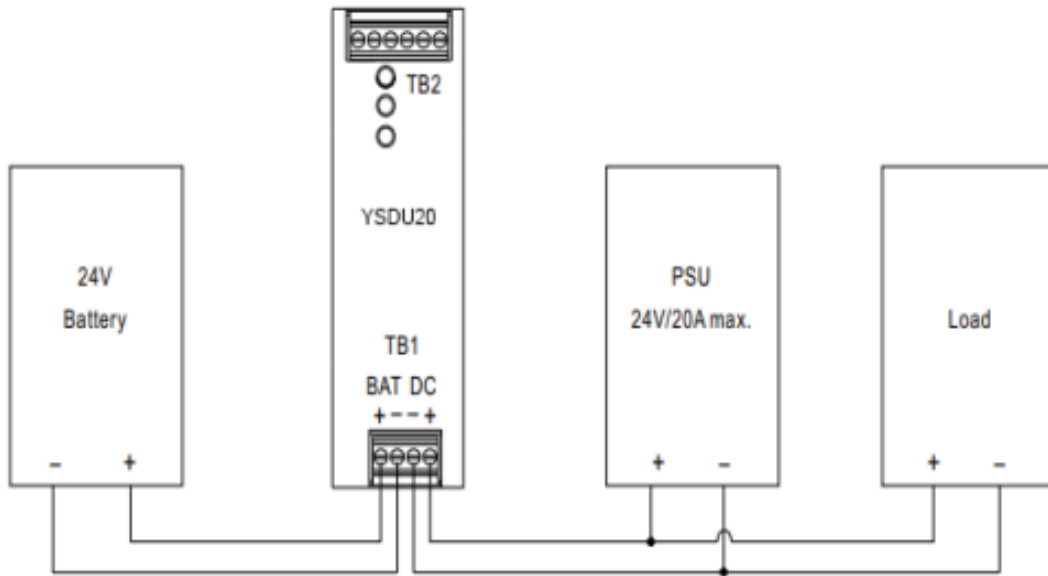 TB2
YSDU20
24V
Battery
PSU
24V/20A max.
Load
TB1
BAT DC
+ − − +
− +
+ −
+ −